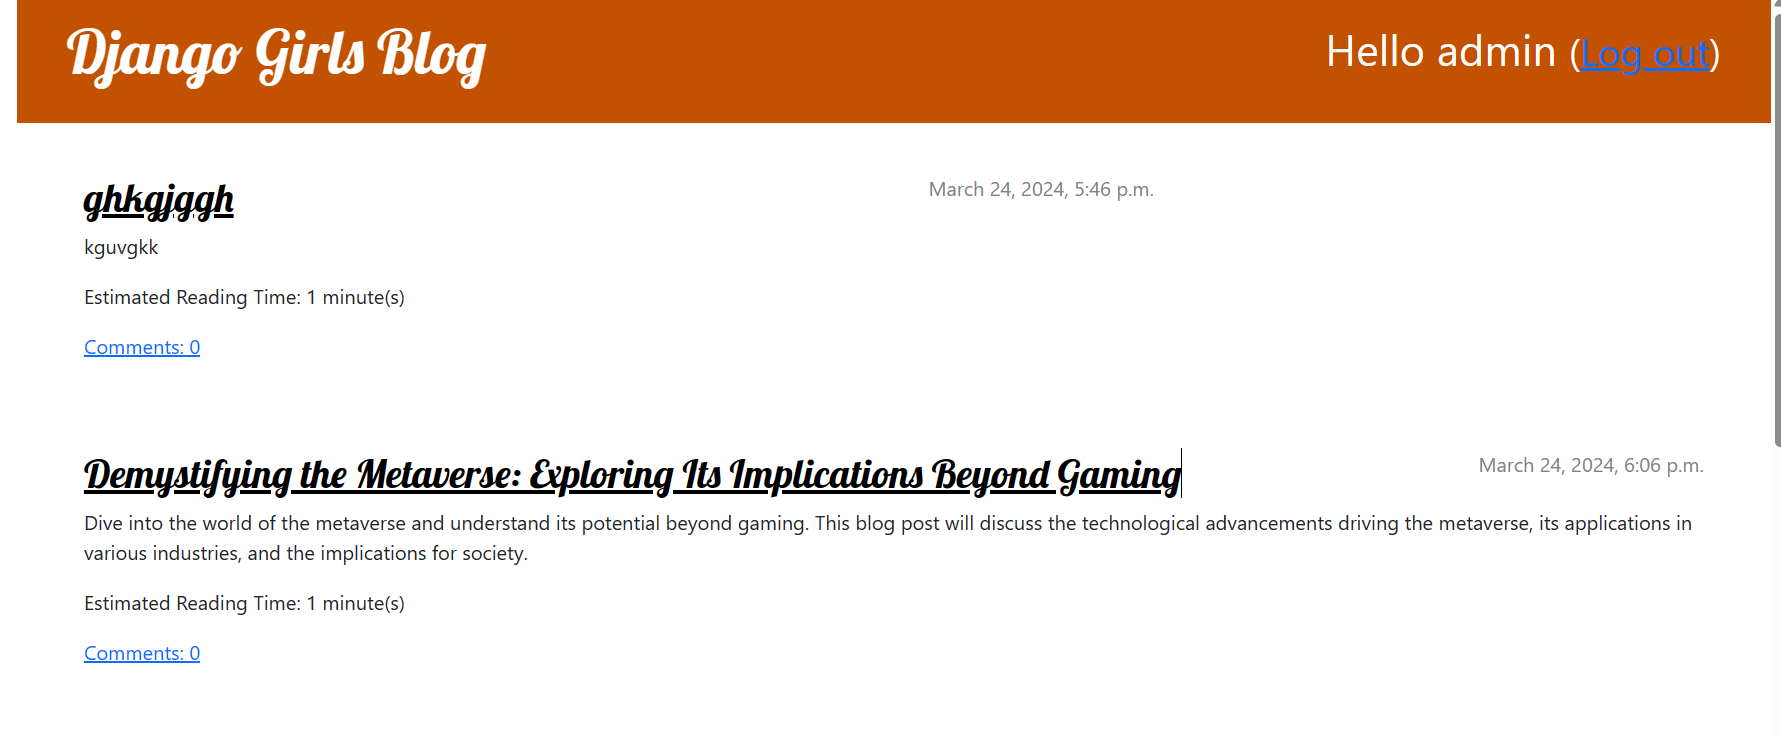 Django Girls Blog
Hello admin (Log out)
ghkgjggh
March 24, 2024, 5:46 p.m.
kguvgkk
Estimated Reading Time: 1 minute(s)
Comments: 0
Demystifying the Metaverse: Exploring Its Implications Beyond Gaming
March 24, 2024, 6:06 p.m.
Dive into the world of the metaverse and understand its potential beyond gaming. This blog post will discuss the technological advancements driving the metaverse, its applications in
various industries, and the implications for society.
Estimated Reading Time: 1 minute(s)
Comments: 0